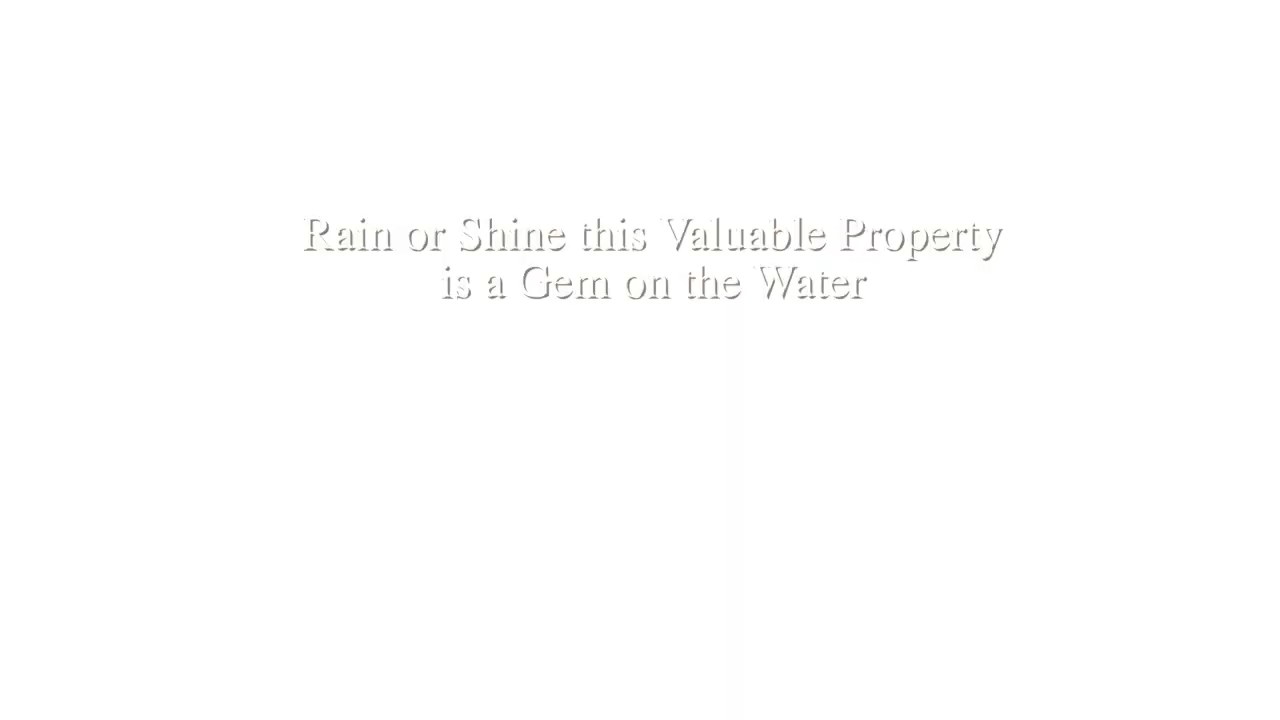 Rain or Shine this Valuable Property
is a Gem on the Water